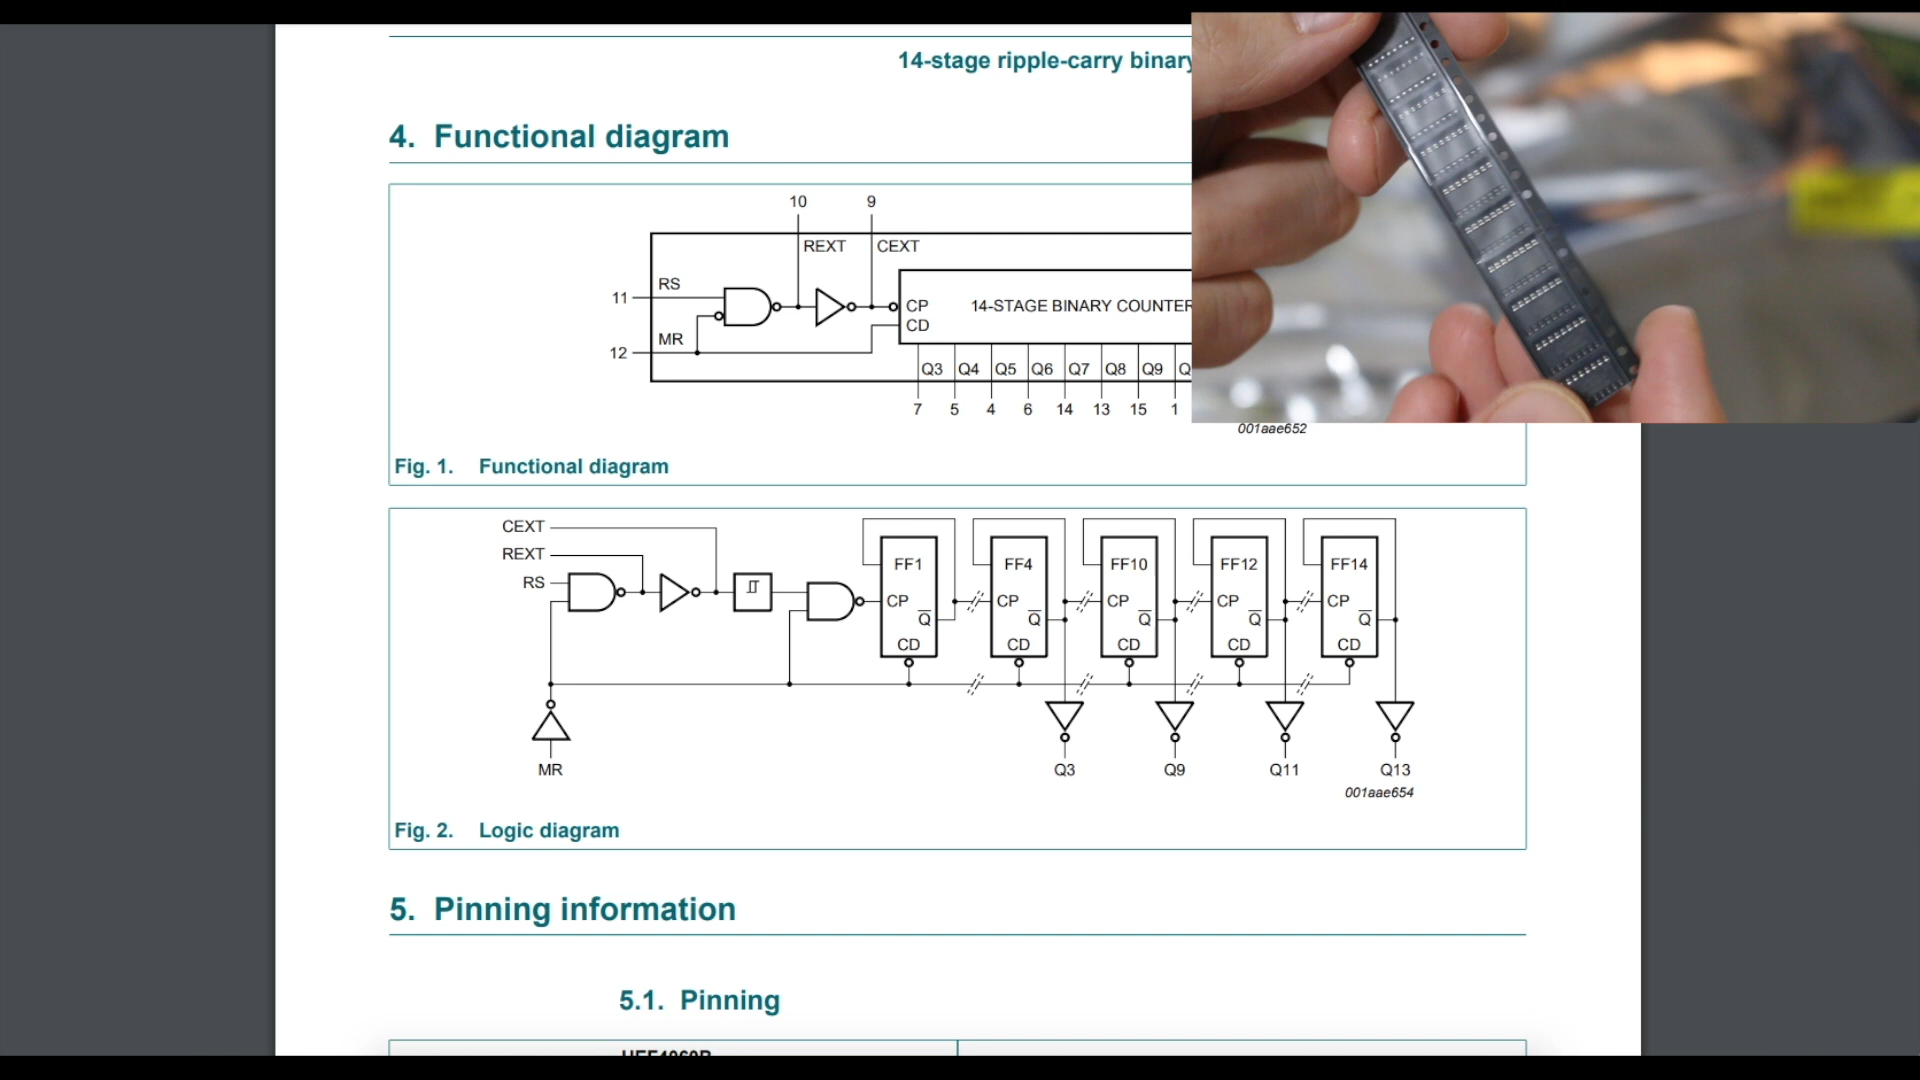 14-stage ripple-carry binary
4. Functional diagram
10 9
REXT CEXT
11 RS
CP 14-STAGE BINARY COUNTER
CD
MR
12
Q3 Q4 Q5 Q6 Q7 Q8 Q9 Q
7 5 4 6 14 13 15 1
001aae652
Fig. 1. Functional diagram
CEXT
REXT
RS
FF1 FF4 FF10 FF12 FF14
CP CP CP CP CP
Q Q Q Q Q
CD CD CD CD CD
MR Q3 Q9 Q11 Q13
001aae654
Fig. 2. Logic diagram
5. Pinning information
5.1. Pinning
HEF4060B